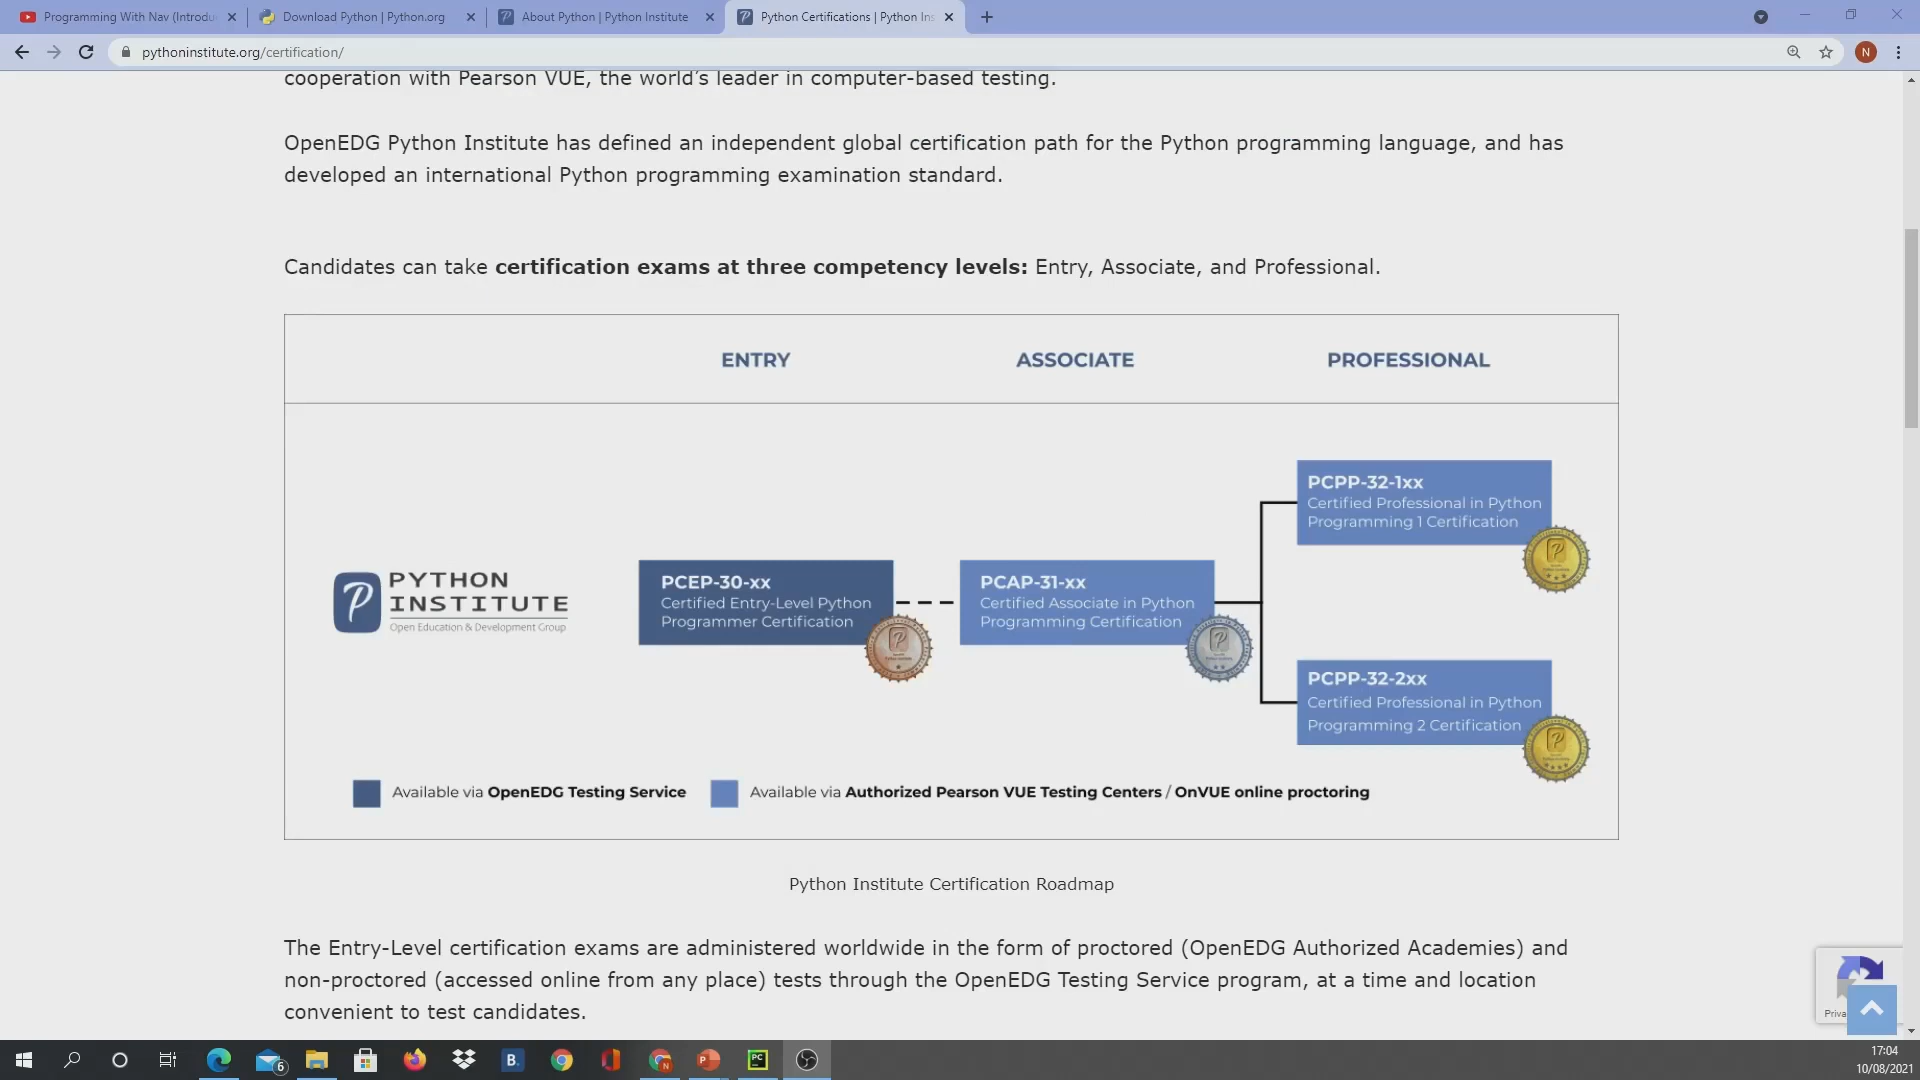 Programming With Nav (Introdu
Download Python | Python.org
About Python | Python Institute
Python Certifications | Python Ins
pythoninstitute.org/certification/
N
cooperation with Pearson VUE, the world's leader in computer-based testing.
OpenEDG Python Institute has defined an independent global certification path for the Python programming language, and has
developed an international Python programming examination standard.
Candidates can take certification exams at three competency levels: Entry, Associate, and Professional.
ENTRY
ASSOCIATE
PROFESSIONAL
PYTHON
INSTITUTE
Open Education & Development Group
PCEP-30-xx
Certified Entry-Level Python
Programmer Certification
PCAP-31-xx
Certified Associate in Python
Programming Certification
PCPP-32-1xx
Certified Professional in Python
Programming 1 Certification
PCPP-32-2xx
Certified Professional in Python
Programming 2 Certification
Available via OpenEDG Testing Service
Available via Authorized Pearson VUE Testing Centers / OnVUE online proctoring
Python Institute Certification Roadmap
The Entry-Level certification exams are administered worldwide in the form of proctored (OpenEDG Authorized Academies) and
non-proctored (accessed online from any place) tests through the OpenEDG Testing Service program, at a time and location
convenient to test candidates.
Priva
6
B.
N
P
PC
17:04
10/08/2021